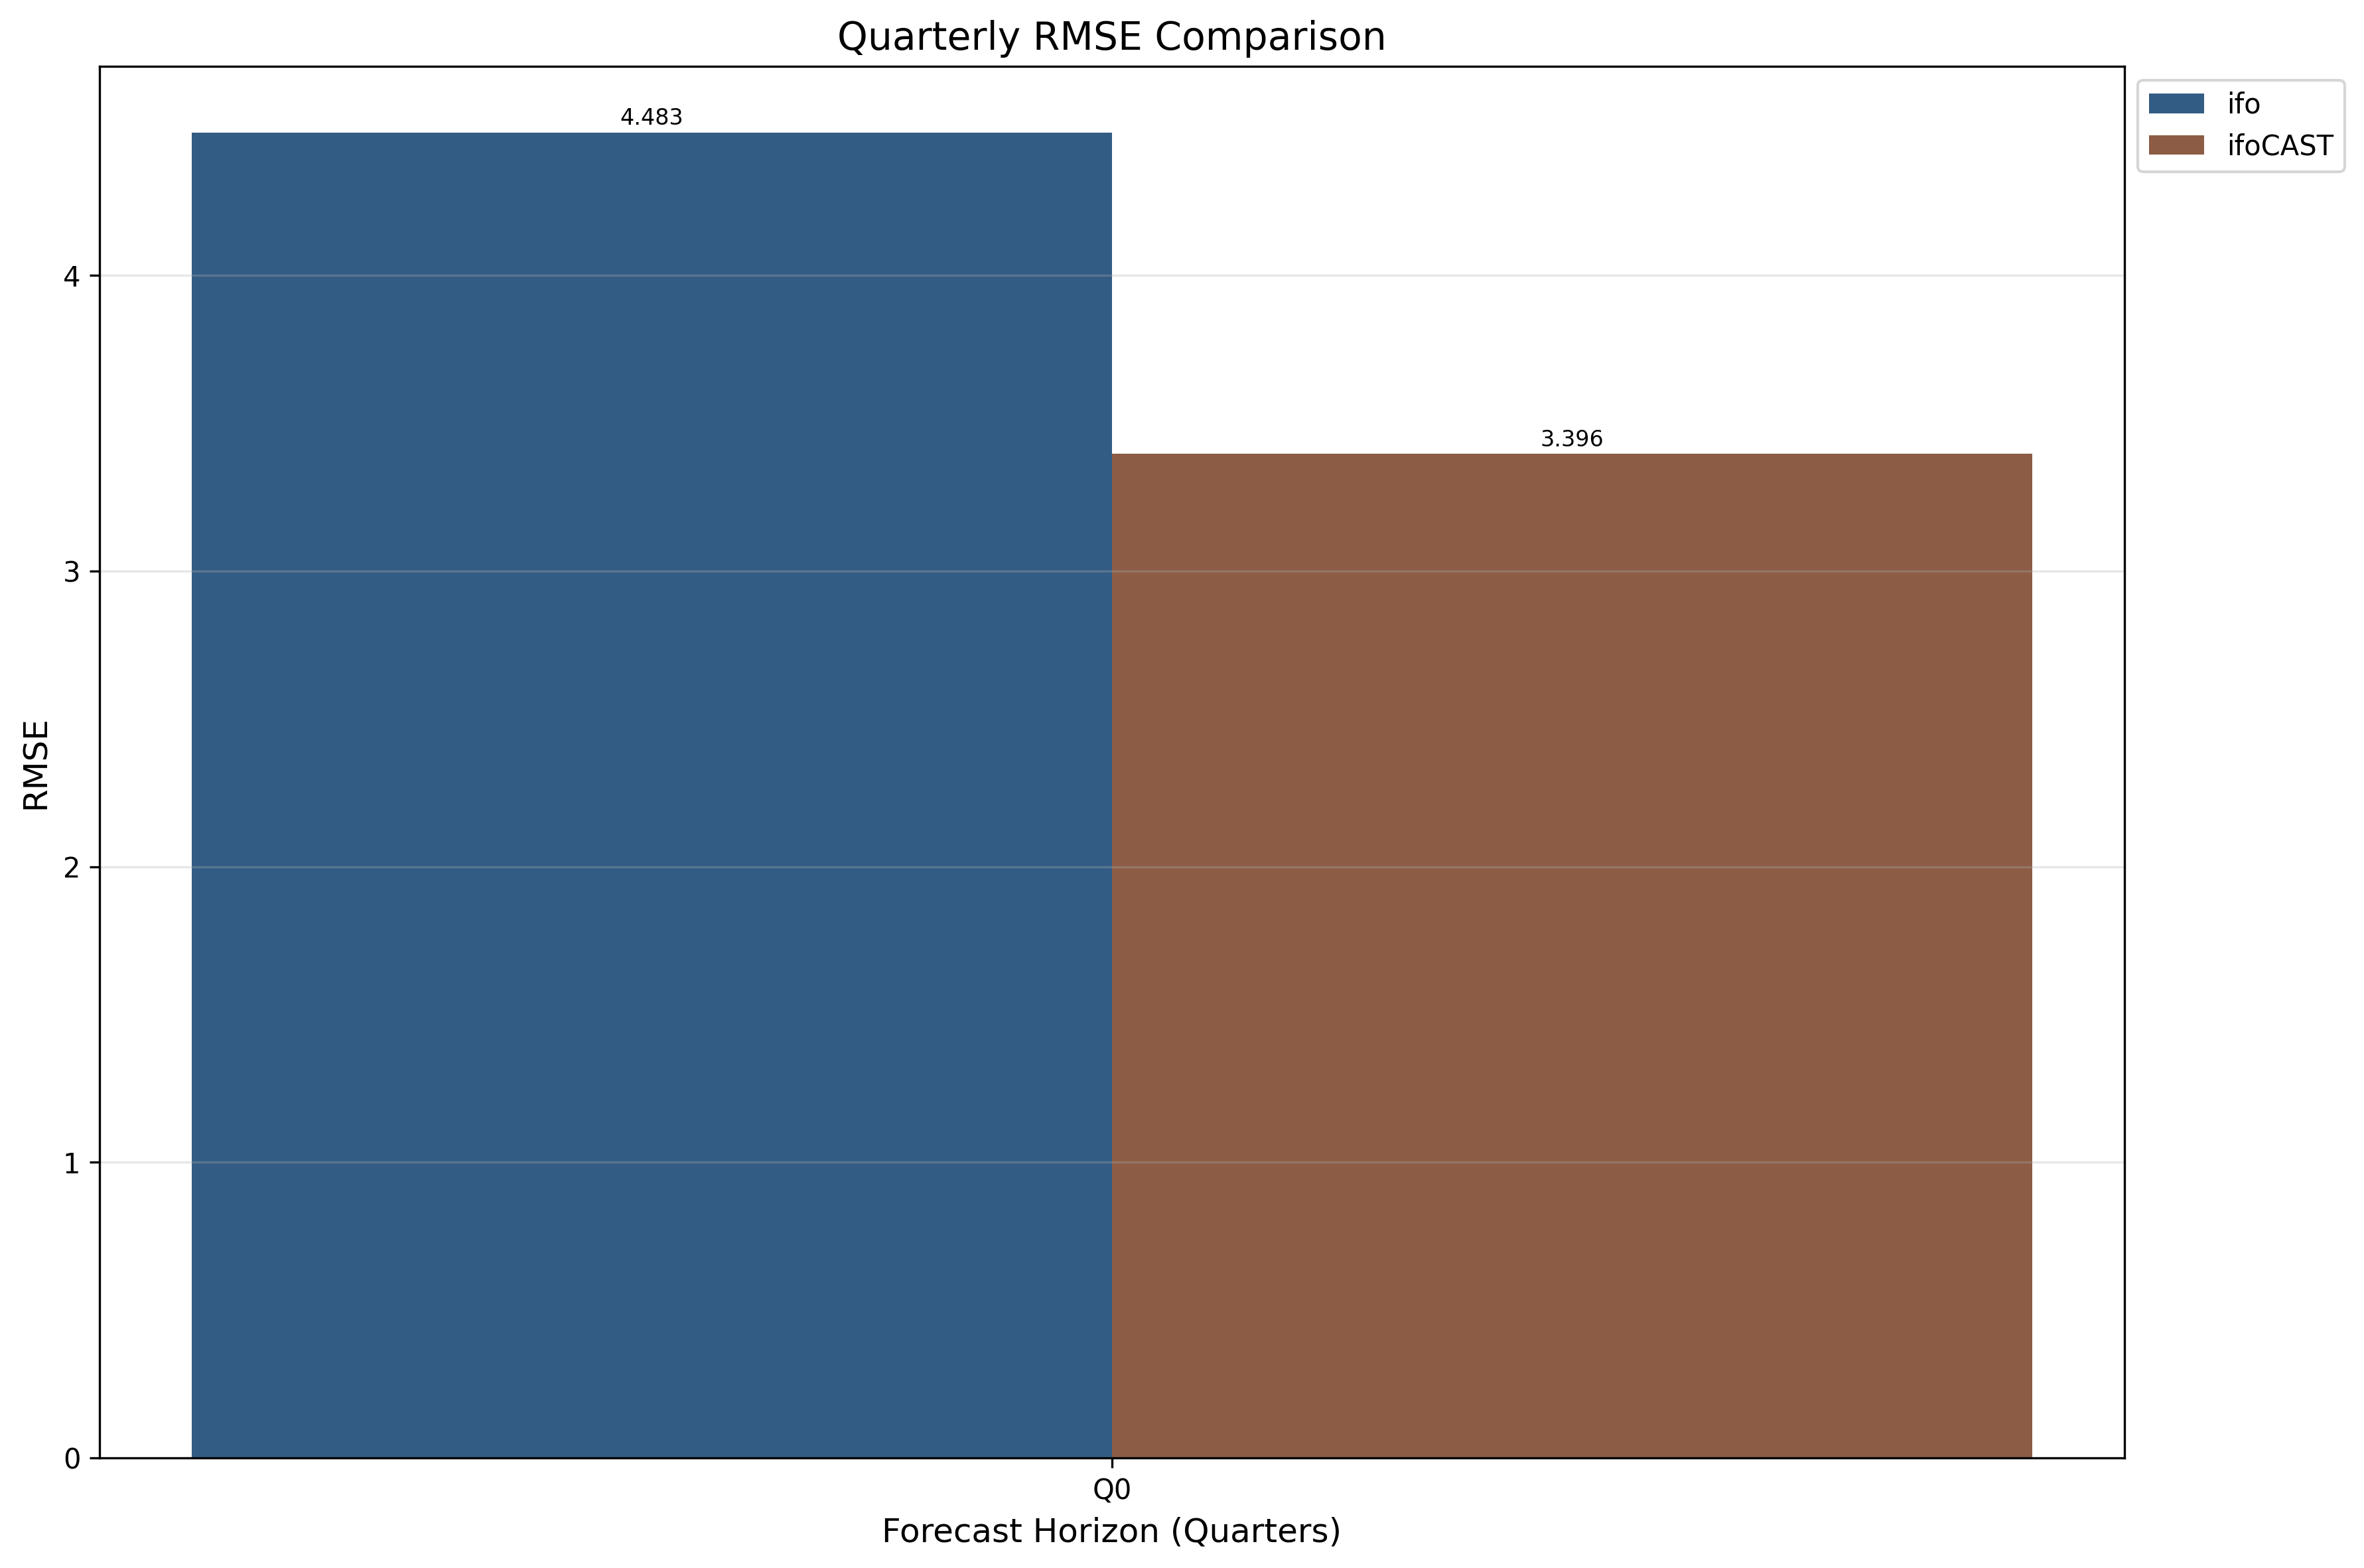 Quarterly RMSE Comparison
ifo
ifoCAST
4.483
3.396
4
3
2
1
0
RMSE
Q0
Forecast Horizon (Quarters)